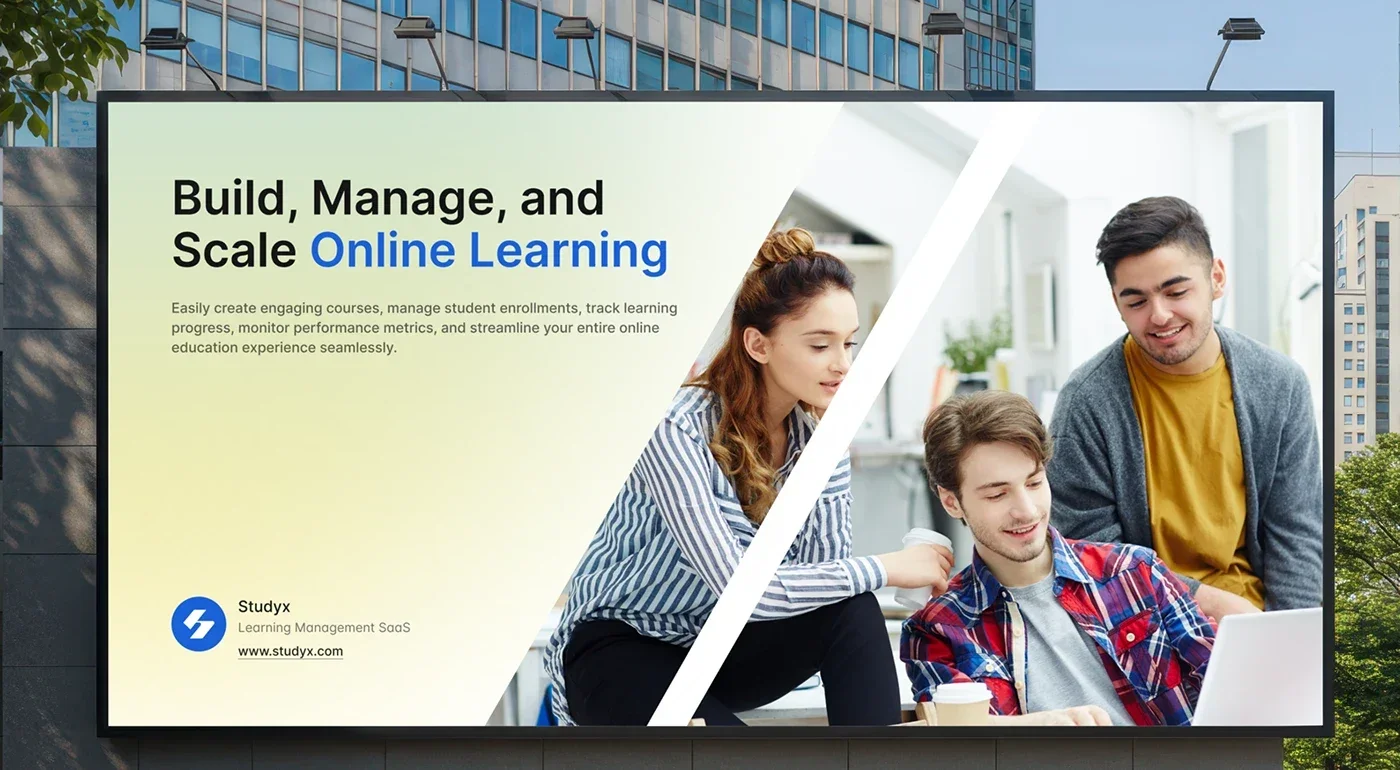 Build, Manage, and
Scale Online Learning
Easily create engaging courses, manage student enrollments, track learning
progress, monitor performance metrics, and streamline your entire online
education experience seamlessly.
Studyx
Learning Management SaaS
www.studyx.com